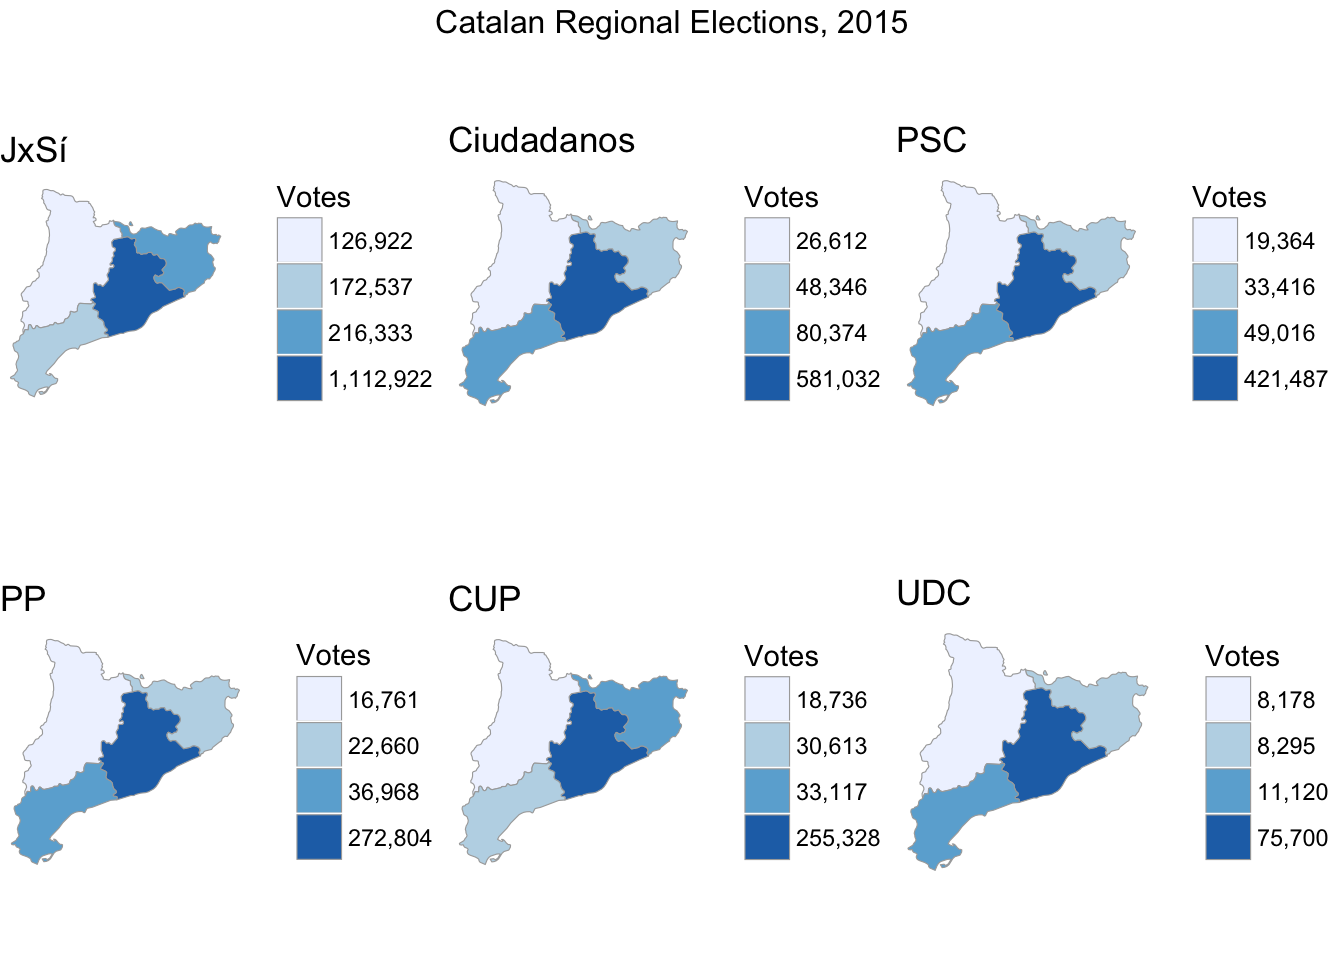 Catalan Regional Elections, 2015
JxSí
Votes
126,922
172,537
216,333
1,112,922
Ciudadanos
Votes
26,612
48,346
80,374
581,032
PSC
Votes
19,364
33,416
49,016
421,487
PP
Votes
16,761
22,660
36,968
272,804
CUP
Votes
18,736
30,613
33,117
255,328
UDC
Votes
8,178
8,295
11,120
75,700